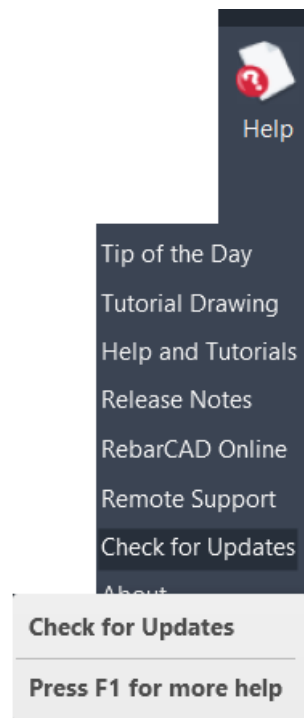 Help
Tip of the Day
Tutorial Drawing
Help and Tutorials
Release Notes
RebarCAD Online
Remote Support
Check for Updates
About
Check for Updates
Press F1 for more help